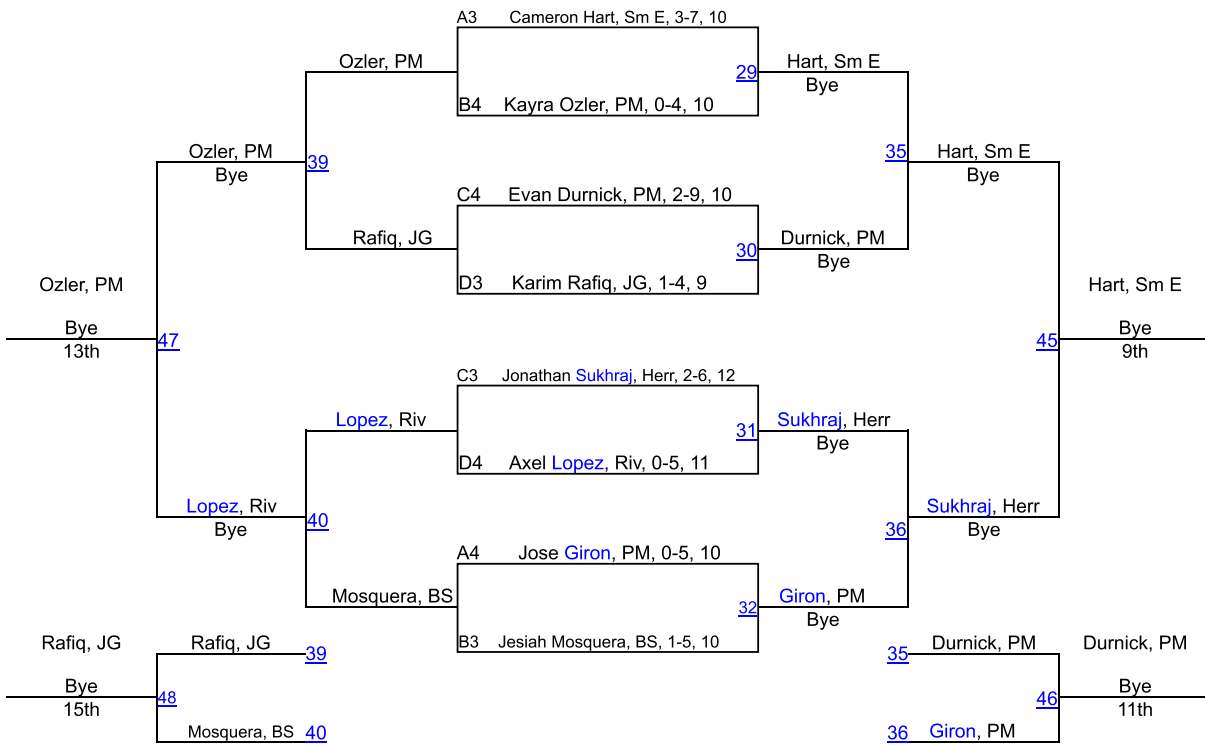 A3 Cameron Hart, Sm E, 3-7, 10
Ozler, PM
29
Hart, Sm E
Bye
B4 Kayra Ozler, PM, 0-4, 10
Ozler, PM
Bye
39
35
Hart, Sm E
Bye
C4 Evan Durnick, PM, 2-9, 10
Rafiq, JG
30
Durnick, PM
Bye
D3 Karim Rafiq, JG, 1-4, 9
Ozler, PM
Bye
13th
47
45
Hart, Sm E
Bye
9th
C3 Jonathan Sukhraj, Herr, 2-6, 12
Lopez, Riv
31
Sukhraj, Herr
Bye
D4 Axel Lopez, Riv, 0-5, 11
Lopez, Riv
Bye
40
36
Sukhraj, Herr
Bye
A4 Jose Giron, PM, 0-5, 10
Mosquera, BS
32
Giron, PM
Bye
B3 Jesiah Mosquera, BS, 1-5, 10
Rafiq, JG
Rafiq, JG 39
Bye
15th
48
Mosquera, BS 40
35 Durnick, PM
Durnick, PM
46
Bye
11th
36 Giron, PM